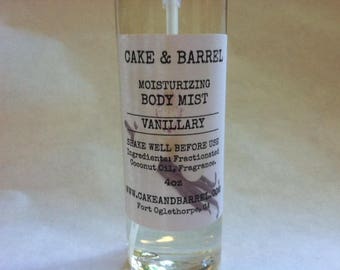 CAKE & BARREL
MOISTURIZING
BODY MIST
VANILLARY
SHAKE WELL BEFORE USE
Ingredients: Fractionated
Coconut Oil, Fragrance.
4oz
WWW.CAKEANDBARREL.COM
Fort Oglethorpe, GA